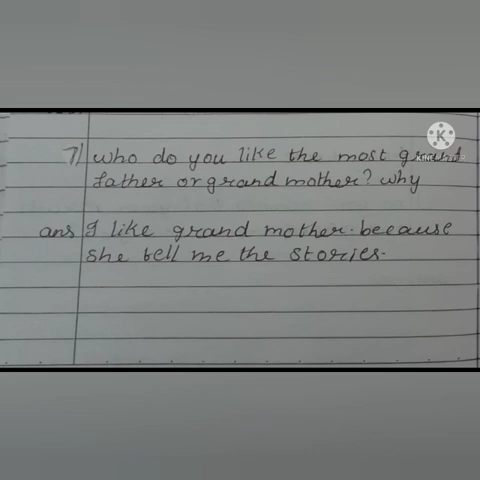 7) who do you like the most grand
father or grand mother? why
ans I like grand mother. because
she tell me the stories.